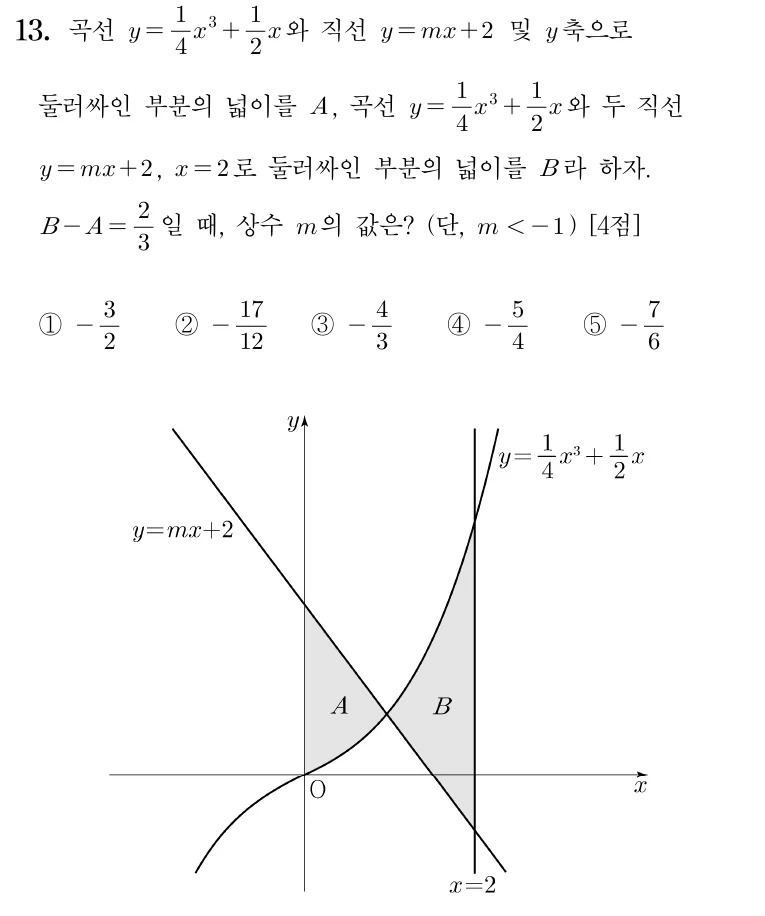 13. 곡선 y=1/4x³+1/2x와 직선 y=mx+2 및 y축으로
둘러싸인 부분의 넓이를 A, 곡선 y=1/4x³+1/2x와 두 직선
y=mx+2, x=2로 둘러싸인 부분의 넓이를 B라 하자.
B-A=2/3일 때, 상수 m의 값은? (단, m<-1) [4점]
① -3/2 ② -17/12 ③ -4/3 ④ -5/4 ⑤ -7/6
y
y=1/4x³+1/2x
y=mx+2
A
B
O
x
x=2